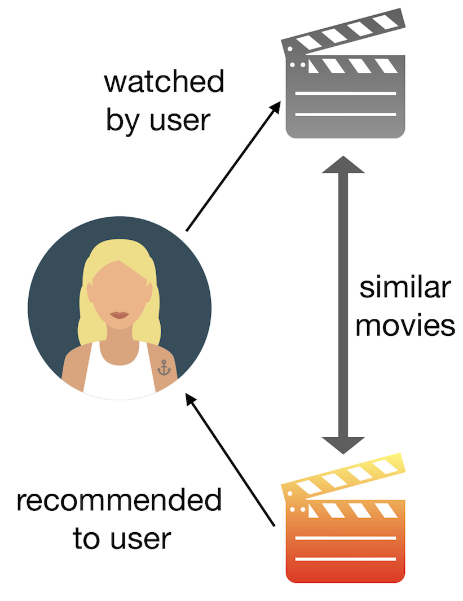 watched
by user
similar
movies
recommended
to user